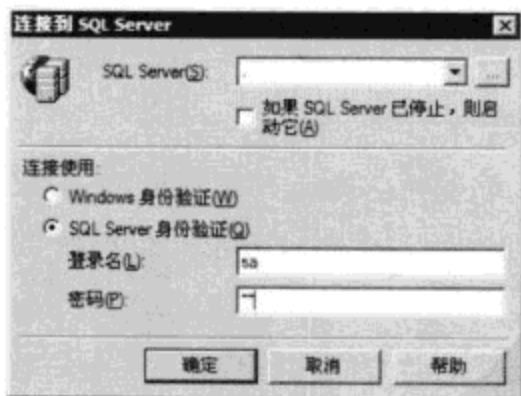 连接到 SQL Server
SQL Server(S): .
...
如果 SQL Server 已停止，则启
动它(A)
连接使用:
Windows 身份验证(W)
SQL Server 身份验证(Q)
登录名(L): sa
密码(P): **
确定 取消 帮助